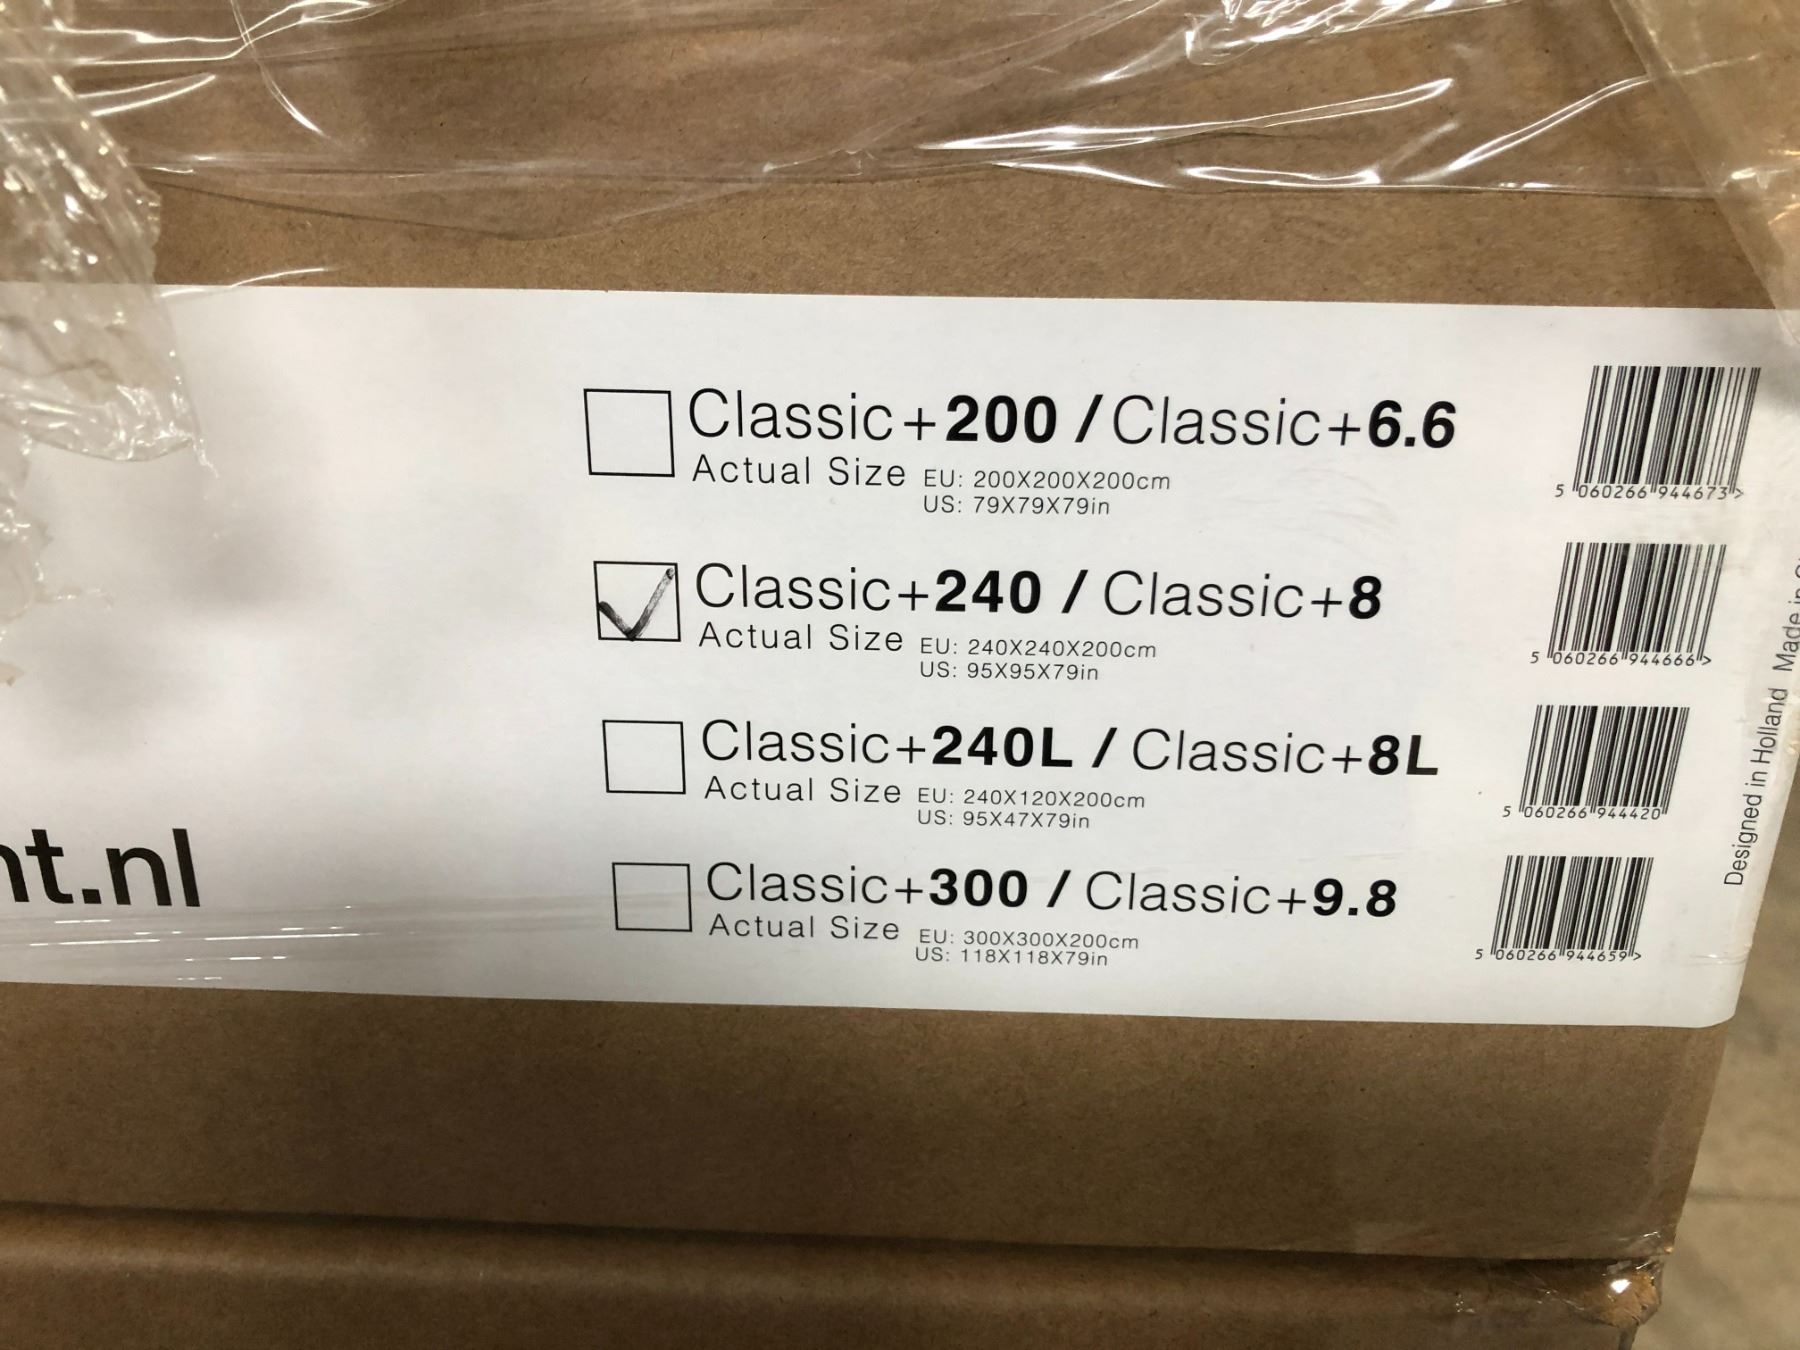 Classic+200 / Classic+6.6
Actual Size EU: 200X200X200cm
US: 79X79X79in
5 060266 944673 >
Classic+240 / Classic+8
Actual Size EU: 240X240X200cm
US: 95X95X79in
5 060266 944666 >
Classic+240L / Classic+8L
Actual Size EU: 240X120X200cm
US: 95X47X79in
5 060266 944420
Classic+300 / Classic+9.8
Actual Size EU: 300X300X200cm
US: 118X118X79in
5 060266 944659 >
nt.nl
Designed in Holland Made in